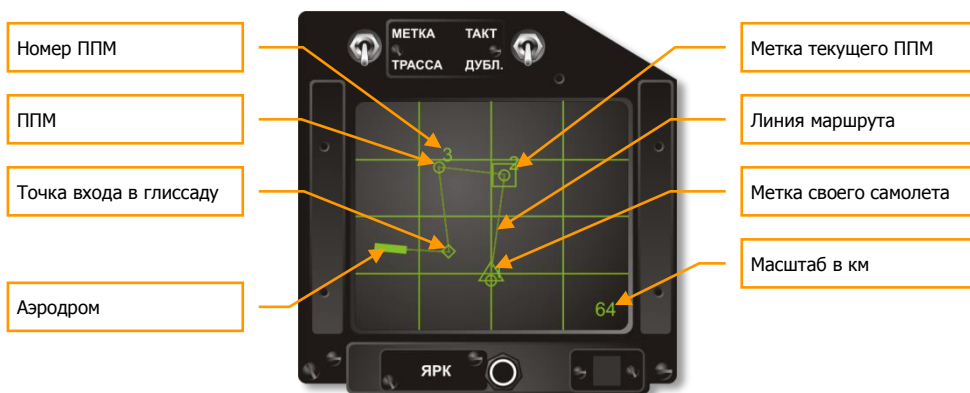 Номер ППМ
ППМ
Точка входа в глиссаду
Аэродром
МЕТКА ТАКТ
ТРАССА ДУБЛ.
3
2
64
ЯРК
Метка текущего ППМ
Линия маршрута
Метка своего самолета
Масштаб в км